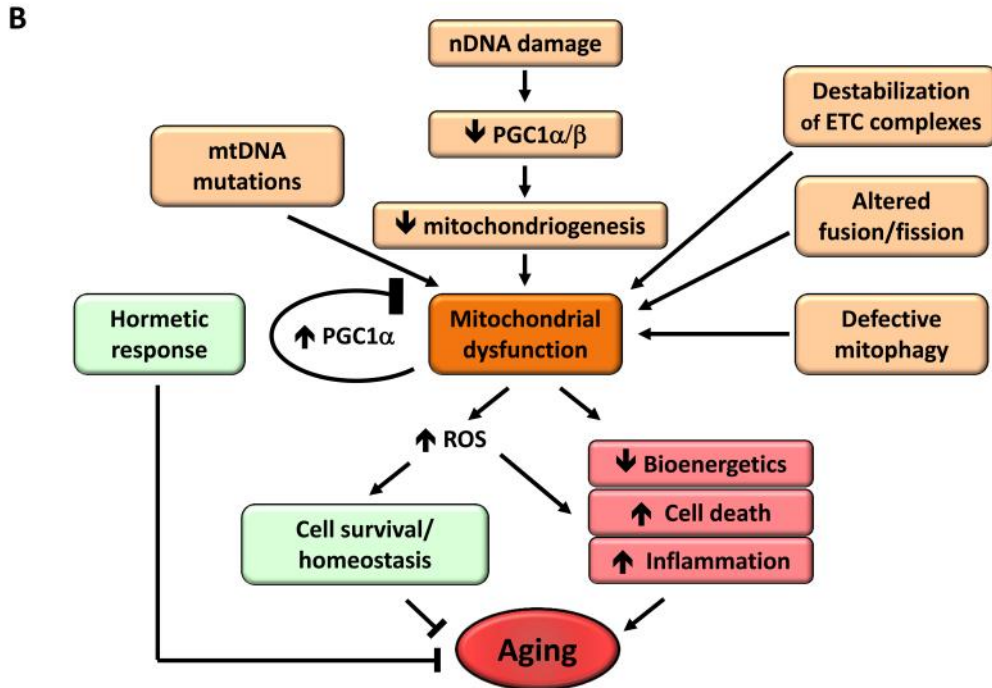 B
nDNA damage
Destabilization
of ETC complexes
↓ PGC1α/β
mtDNA
mutations
↓ mitochondriogenesis
Altered
fusion/fission
Hormetic
response
↑ PGC1α
Mitochondrial
dysfunction
Defective
mitophagy
↑ ROS
↓ Bioenergetics
↑ Cell death
↑ Inflammation
Cell survival/
homeostasis
Aging